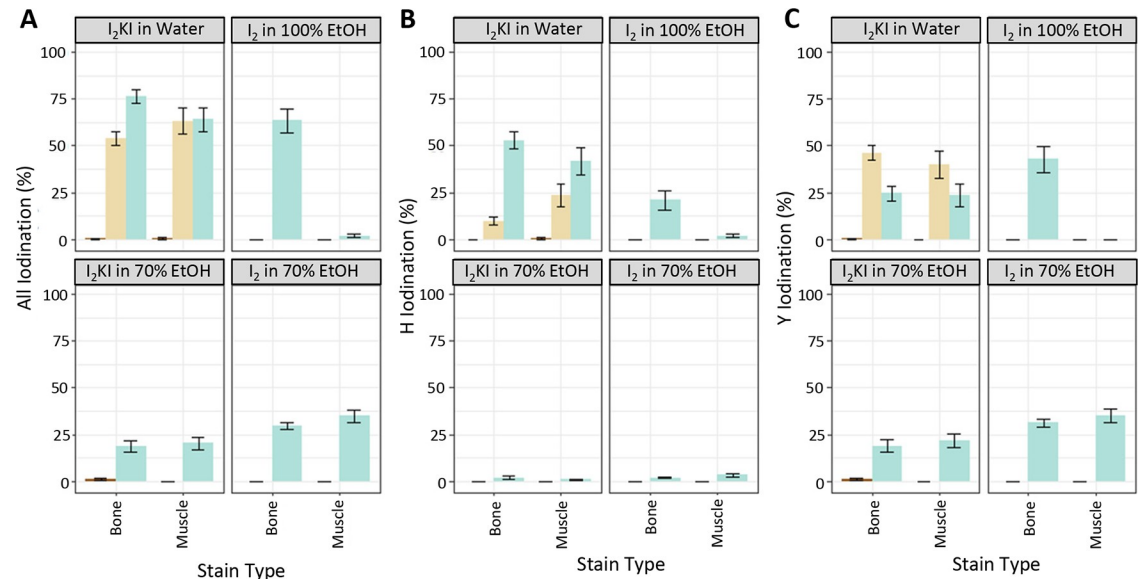 A
All Iodination (%)
I₂KI in Water
I₂ in 100% EtOH
100
75
50
25
0
I₂KI in 70% EtOH
I₂ in 70% EtOH
100
75
50
25
0
Bone
Muscle
Bone
Muscle
Stain Type
B
H Iodination (%)
I₂KI in Water
I₂ in 100% EtOH
100
75
50
25
0
I₂KI in 70% EtOH
I₂ in 70% EtOH
100
75
50
25
0
Bone
Muscle
Bone
Muscle
Stain Type
C
Y Iodination (%)
I₂KI in Water
I₂ in 100% EtOH
100
75
50
25
0
I₂KI in 70% EtOH
I₂ in 70% EtOH
100
75
50
25
0
Bone
Muscle
Bone
Muscle
Stain Type